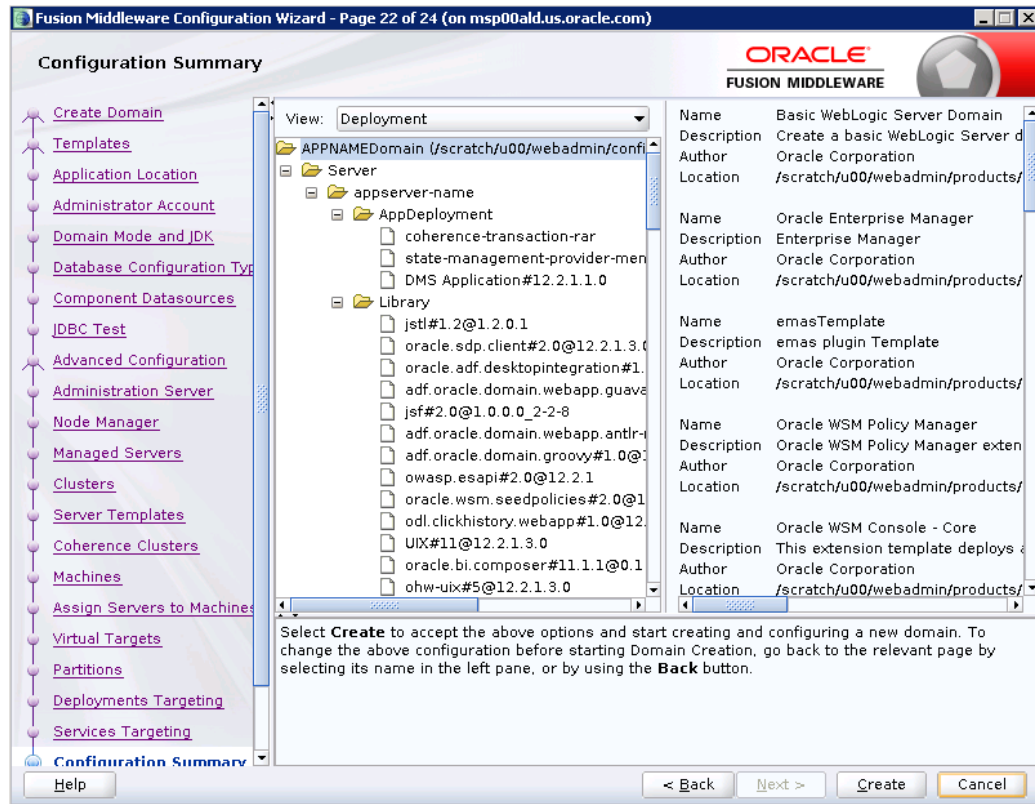 Fusion Middleware Configuration Wizard - Page 22 of 24 (on msp00ald.us.oracle.com)
Configuration Summary
ORACLE
FUSION MIDDLEWARE
Create Domain
Templates
Application Location
Administrator Account
Domain Mode and JDK
Database Configuration Typ
Component Datasources
JDBC Test
Advanced Configuration
Administration Server
Node Manager
Managed Servers
Clusters
Server Templates
Coherence Clusters
Machines
Assign Servers to Machines
Virtual Targets
Partitions
Deployments Targeting
Services Targeting
Configuration Summary
View: Deployment
APPNAMEDomain (/scratch/u00/webadmin/confi
Server
appserver-name
AppDeployment
coherence-transaction-rar
state-management-provider-men
DMS Application#12.2.1.1.0
Library
jstl#1.2@1.2.0.1
oracle.sdp.client#2.0@12.2.1.3.0
oracle.adf.desktopintegration#1.
adf.oracle.domain.webapp.guava
jsf#2.0@1.0.0.0_2-2-8
adf.oracle.domain.webapp.antlr-
adf.oracle.domain.groovy#1.0@
owasp.esapi#2.0@12.2.1
oracle.wsm.seedpolicies#2.0@1
odl.clickhistory.webapp#1.0@12.
UIX#11@12.2.1.3.0
oracle.bi.composer#11.1.1@0.1
ohw-uix#5@12.2.1.3.0
Name Basic WebLogic Server Domain
Description Create a basic WebLogic Server d
Author Oracle Corporation
Location /scratch/u00/webadmin/products/
Name Oracle Enterprise Manager
Description Enterprise Manager
Author Oracle Corporation
Location /scratch/u00/webadmin/products/
Name emasTemplate
Description emas plugin Template
Author Oracle Corporation
Location /scratch/u00/webadmin/products/
Name Oracle WSM Policy Manager
Description Oracle WSM Policy Manager exten
Author Oracle Corporation
Location /scratch/u00/webadmin/products/
Name Oracle WSM Console - Core
Description This extension template deploys a
Author Oracle Corporation
Location /scratch/u00/webadmin/products/
Select Create to accept the above options and start creating and configuring a new domain. To
change the above configuration before starting Domain Creation, go back to the relevant page by
selecting its name in the left pane, or by using the Back button.
Help
< Back
Next >
Create
Cancel